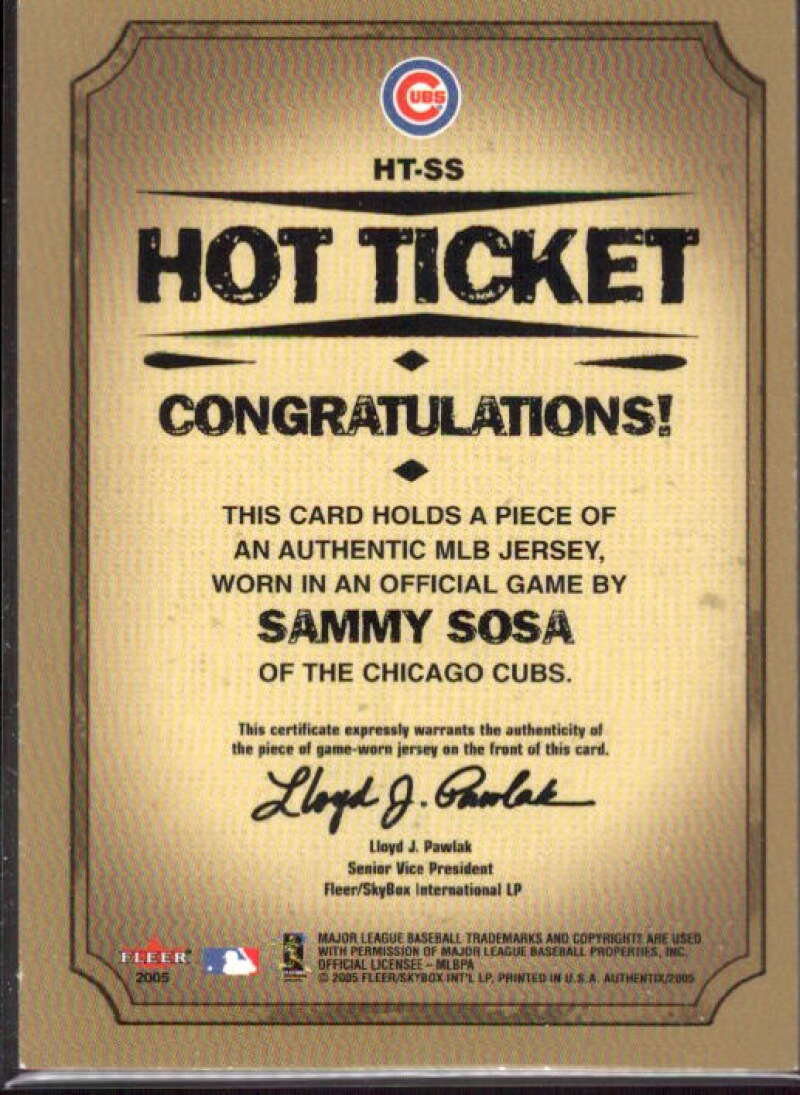 CUBS
HT-SS
HOT TICKET
CONGRATULATIONS!
THIS CARD HOLDS A PIECE OF
AN AUTHENTIC MLB JERSEY,
WORN IN AN OFFICIAL GAME BY
SAMMY SOSA
OF THE CHICAGO CUBS.
This certificate expressly warrants the authenticity of
the piece of game-worn jersey on the front of this card.
Lloyd J. Pawlak
Lloyd J. Pawlak
Senior Vice President
Fleer/SkyBox International LP
FLEER
2005
MAJOR LEAGUE BASEBALL TRADEMARKS AND COPYRIGHTS ARE USED
WITH PERMISSION OF MAJOR LEAGUE BASEBALL PROPERTIES, INC.
OFFICIAL LICENSEE – MLBPA
© 2005 FLEER/SKYBOX INT'L LP. PRINTED IN U.S.A. AUTHENTIX/2005